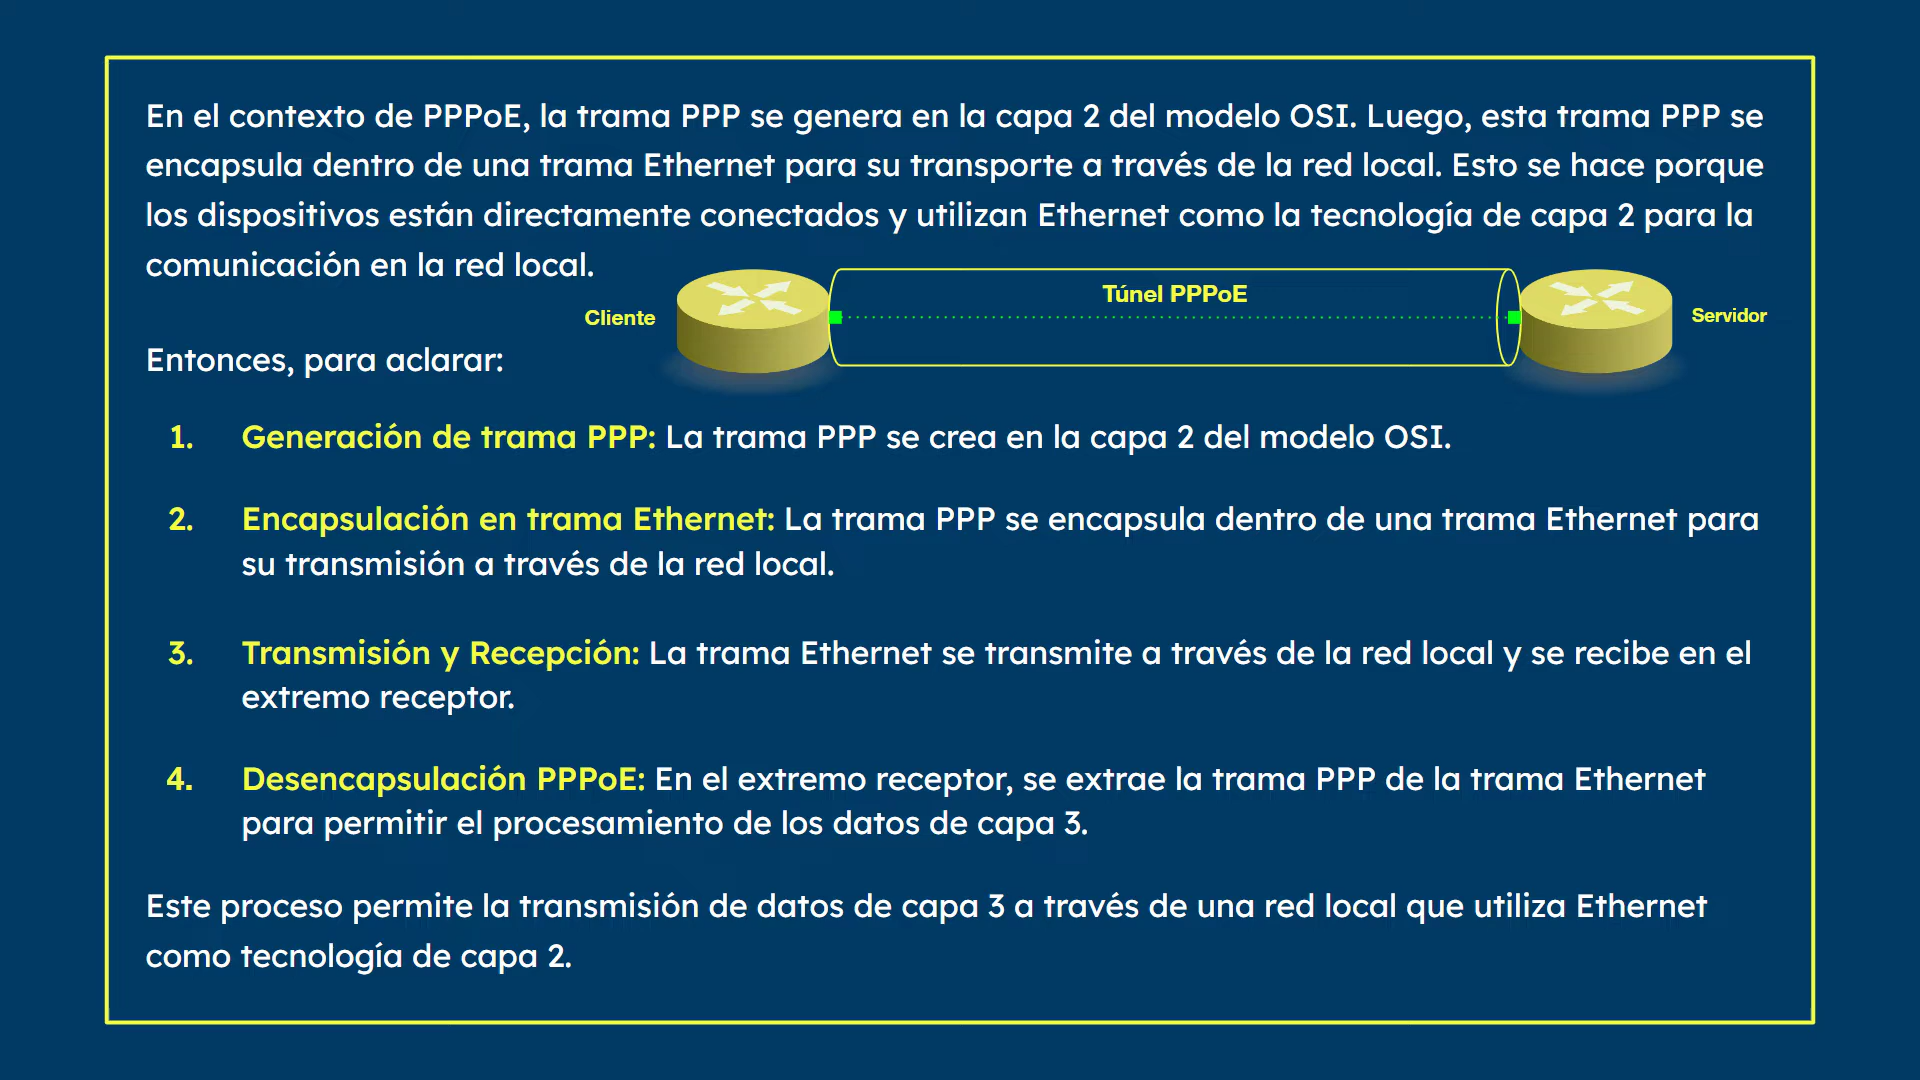 En el contexto de PPPoE, la trama PPP se genera en la capa 2 del modelo OSI. Luego, esta trama PPP se
encapsula dentro de una trama Ethernet para su transporte a través de la red local. Esto se hace porque
los dispositivos están directamente conectados y utilizan Ethernet como la tecnología de capa 2 para la
comunicación en la red local.
Túnel PPPoE
Cliente
Servidor
Entonces, para aclarar:
1. Generación de trama PPP: La trama PPP se crea en la capa 2 del modelo OSI.
2. Encapsulación en trama Ethernet: La trama PPP se encapsula dentro de una trama Ethernet para
su transmisión a través de la red local.
3. Transmisión y Recepción: La trama Ethernet se transmite a través de la red local y se recibe en el
extremo receptor.
4. Desencapsulación PPPoE: En el extremo receptor, se extrae la trama PPP de la trama Ethernet
para permitir el procesamiento de los datos de capa 3.
Este proceso permite la transmisión de datos de capa 3 a través de una red local que utiliza Ethernet
como tecnología de capa 2.